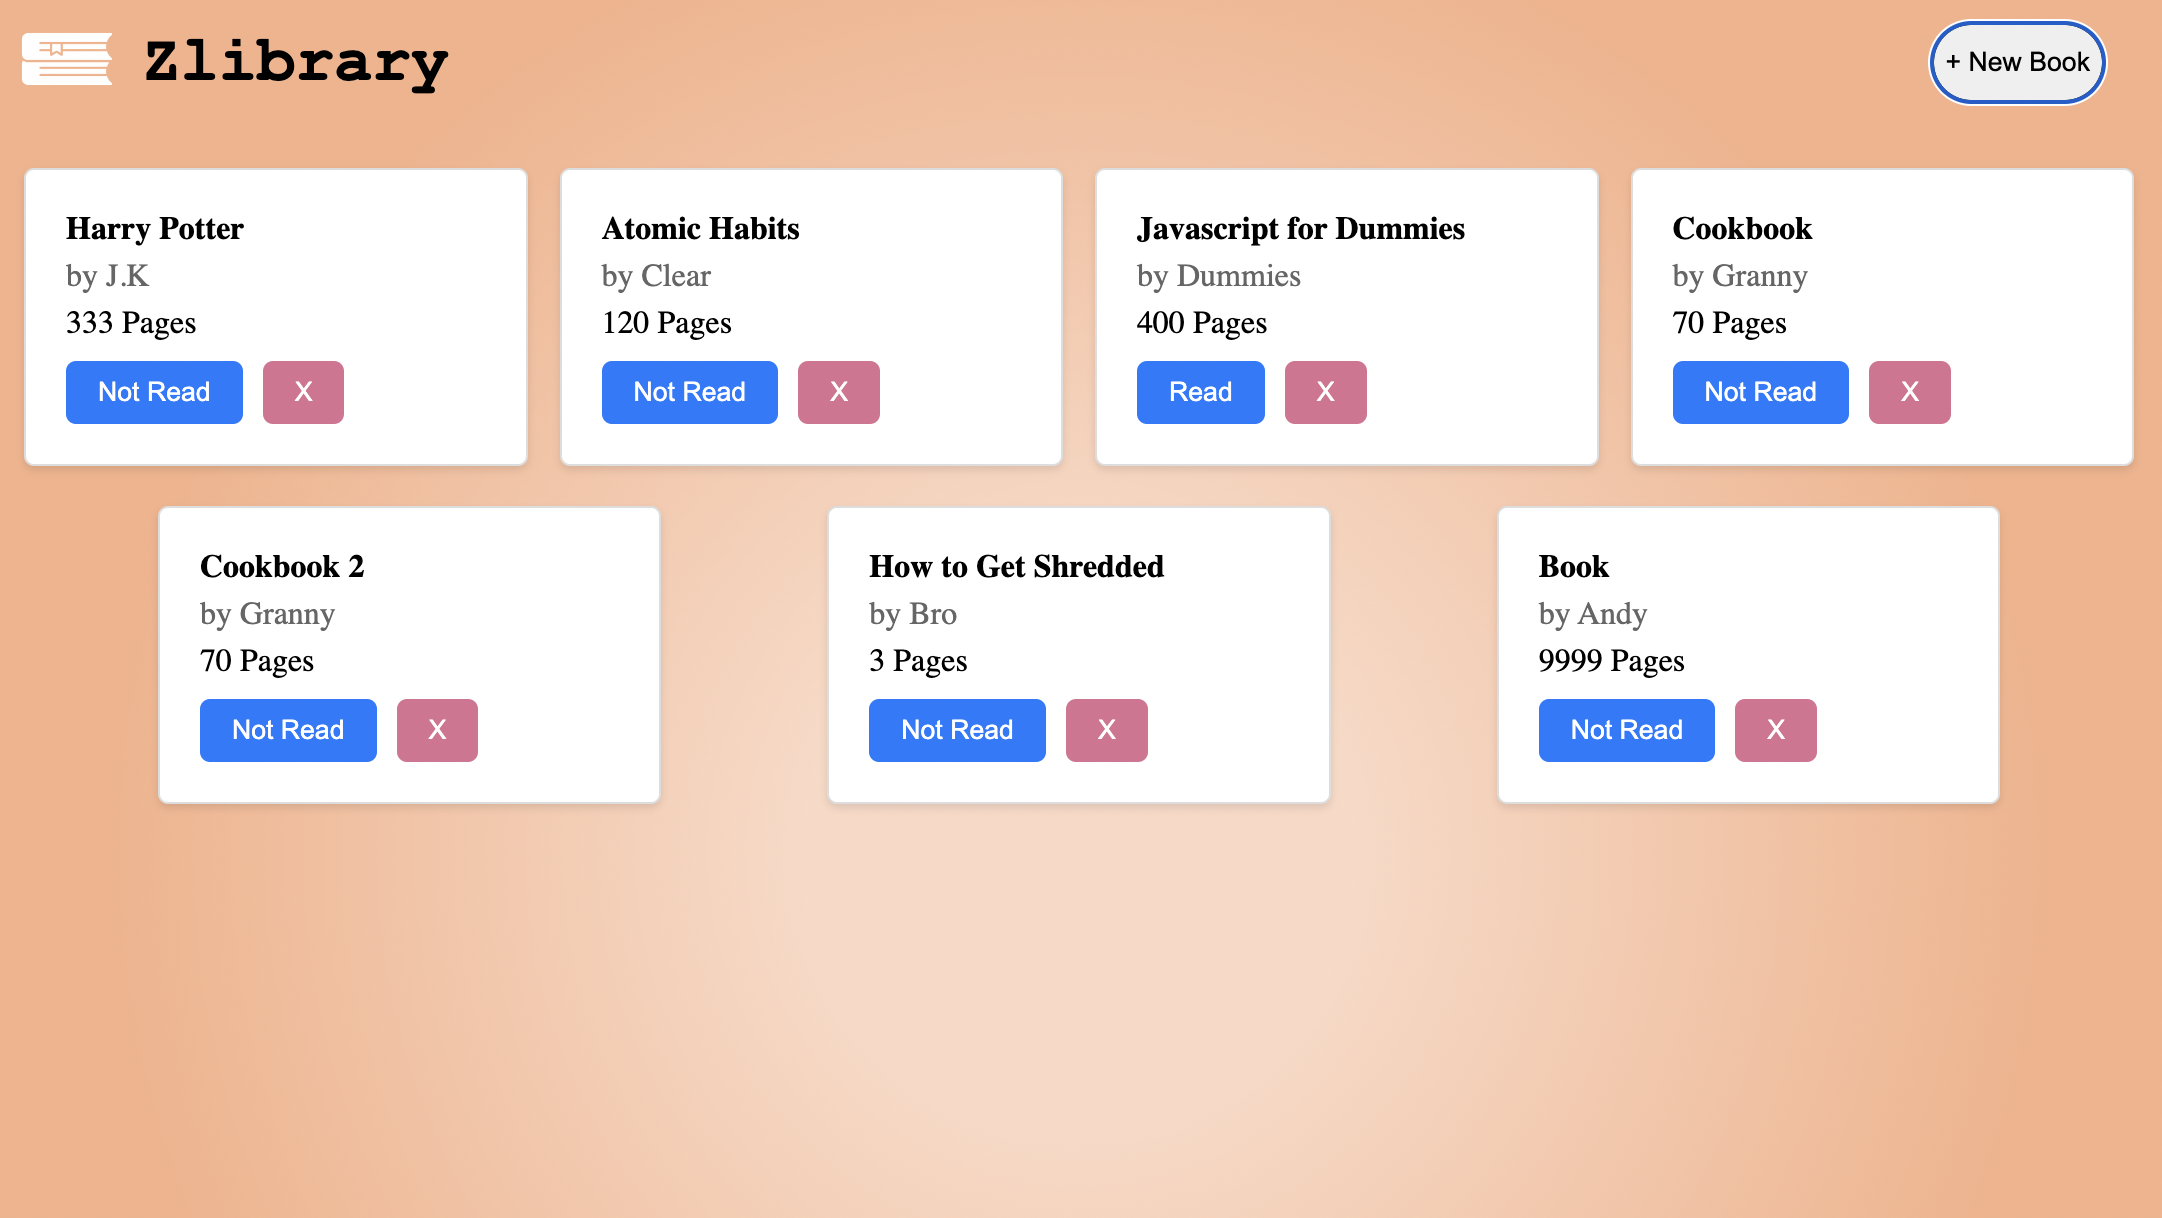 Zlibrary
+ New Book
Harry Potter
by J.K
333 Pages
Not Read X
Atomic Habits
by Clear
120 Pages
Not Read X
Javascript for Dummies
by Dummies
400 Pages
Read X
Cookbook
by Granny
70 Pages
Not Read X
Cookbook 2
by Granny
70 Pages
Not Read X
How to Get Shredded
by Bro
3 Pages
Not Read X
Book
by Andy
9999 Pages
Not Read X